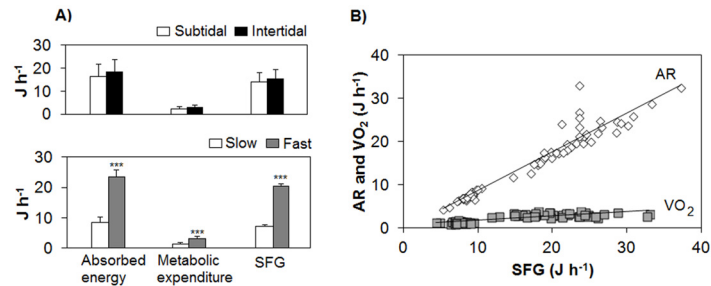 A)
Subtidal Intertidal
30
20
10
0
J h-1
Slow Fast
30
20
10
0
J h-1
***
***
***
Absorbed energy
Metabolic expenditure
SFG
B)
40
30
20
10
0
AR and VO2 (J h-1)
AR
VO2
0 10 20 30 40
SFG (J h-1)